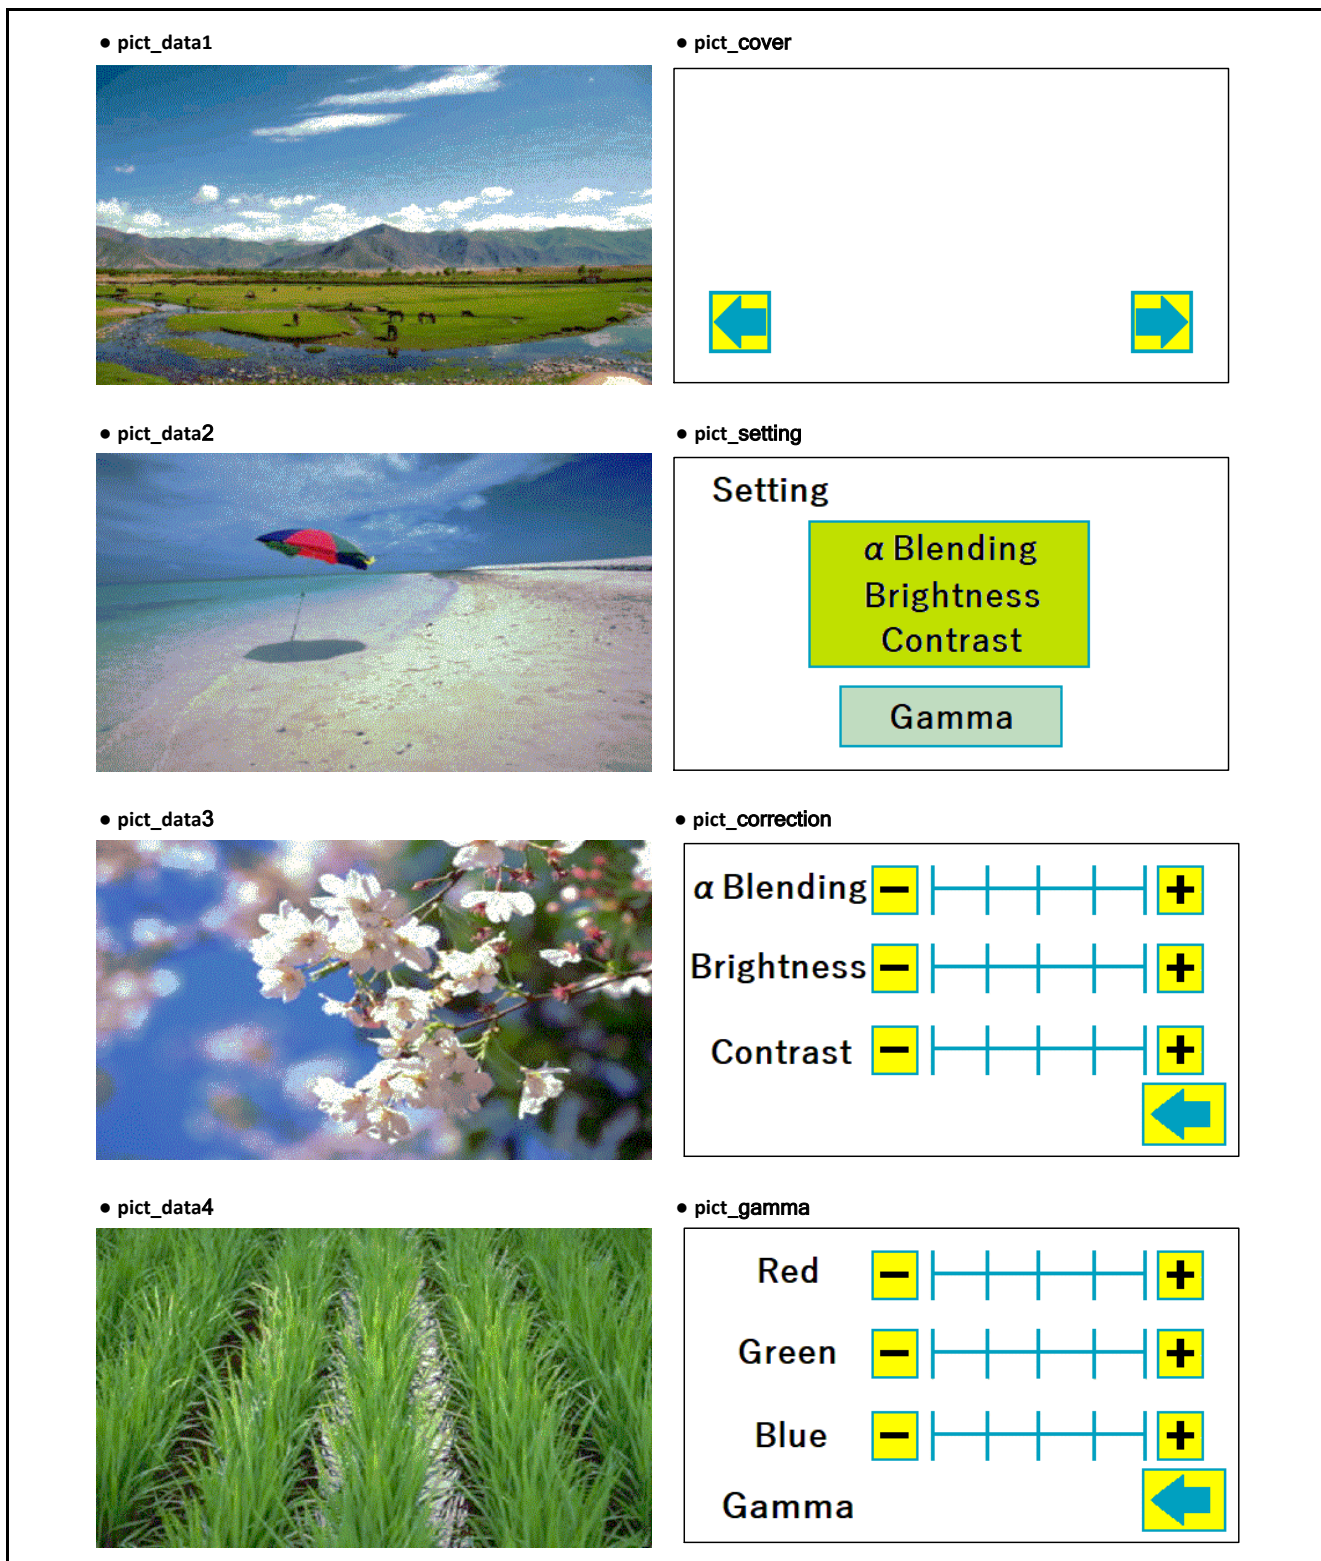 ● pict_data1
● pict_cover
● pict_data2
● pict_setting
Setting
α Blending
Brightness
Contrast
Gamma
● pict_data3
● pict_correction
α Blending − +
Brightness − +
Contrast − +
● pict_data4
● pict_gamma
Red − +
Green − +
Blue − +
Gamma